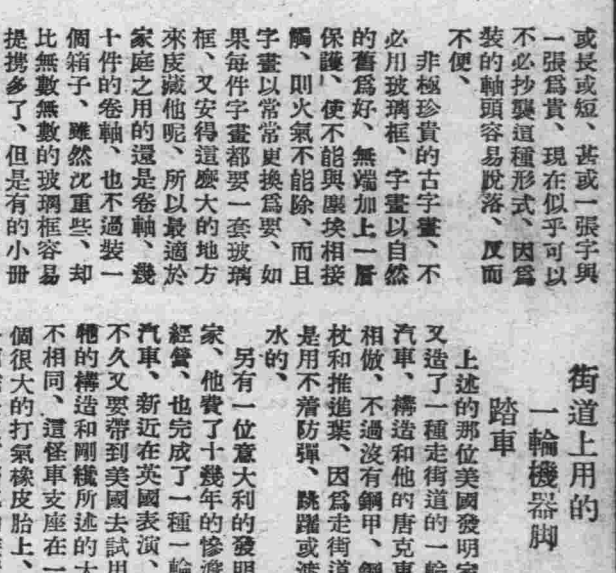 或長或短、甚或一張字與
一張爲貴、現在似乎可以
不必抄襲這種形式、因爲
裝的軸頭容易脫落、反而
不便、
非極珍貴的古字畫、不
必用玻璃框、字畫以自然
的舊爲好、無端加上一層
保護、使不能與塵埃相接
觸、則火氣不能除、而且
字畫以常常更換爲要、如
果每件字畫都要一套玻璃
框、又安得這麽大的地方
來庋藏他呢、所以最適於
家庭之用的還是卷軸、幾
十件的卷軸、也不過裝一
個箱子、雖然沈重些、却
比無數無數的玻璃框容易
提携多了、但是有的小册
街道上用的
一輪機器脚
踏車
上述的那位美國發明家
又造了一種走街道的一輪
汽車、構造和他的唐克車
相倣、不過沒有鋼甲、鋼
杖和推進葉、因爲走街道
是用不着防彈、跳躍或渡
水的、
另有一位意大利的發明
家、他費了十幾年的慘澹
經營、也完成了一種一輪
汽車、新近在英國表演、
不久又要帶到美國去試用
牠的構造和剛纔所述的大
不相同、這怪車支座在一
個很大的打氣橡皮胎上、